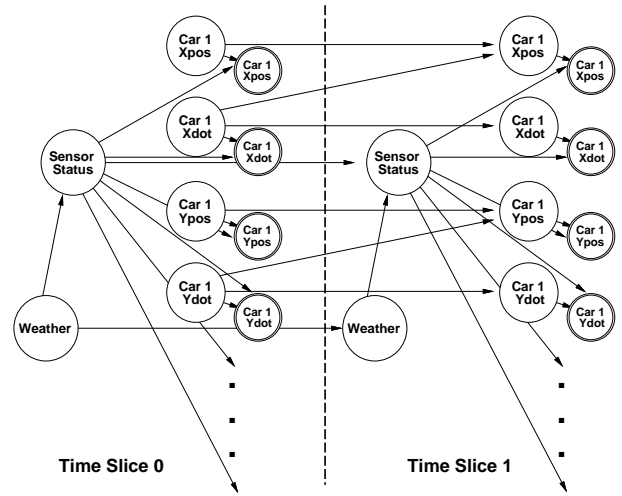 Car 1
Xpos
Car 1
Xpos
Car 1
Xdot
Car 1
Xdot
Sensor
Status
Car 1
Ypos
Car 1
Ypos
Car 1
Ydot
Car 1
Ydot
Weather
Time Slice 0
Car 1
Xpos
Car 1
Xpos
Car 1
Xdot
Car 1
Xdot
Sensor
Status
Car 1
Ypos
Car 1
Ypos
Car 1
Ydot
Car 1
Ydot
Weather
Time Slice 1